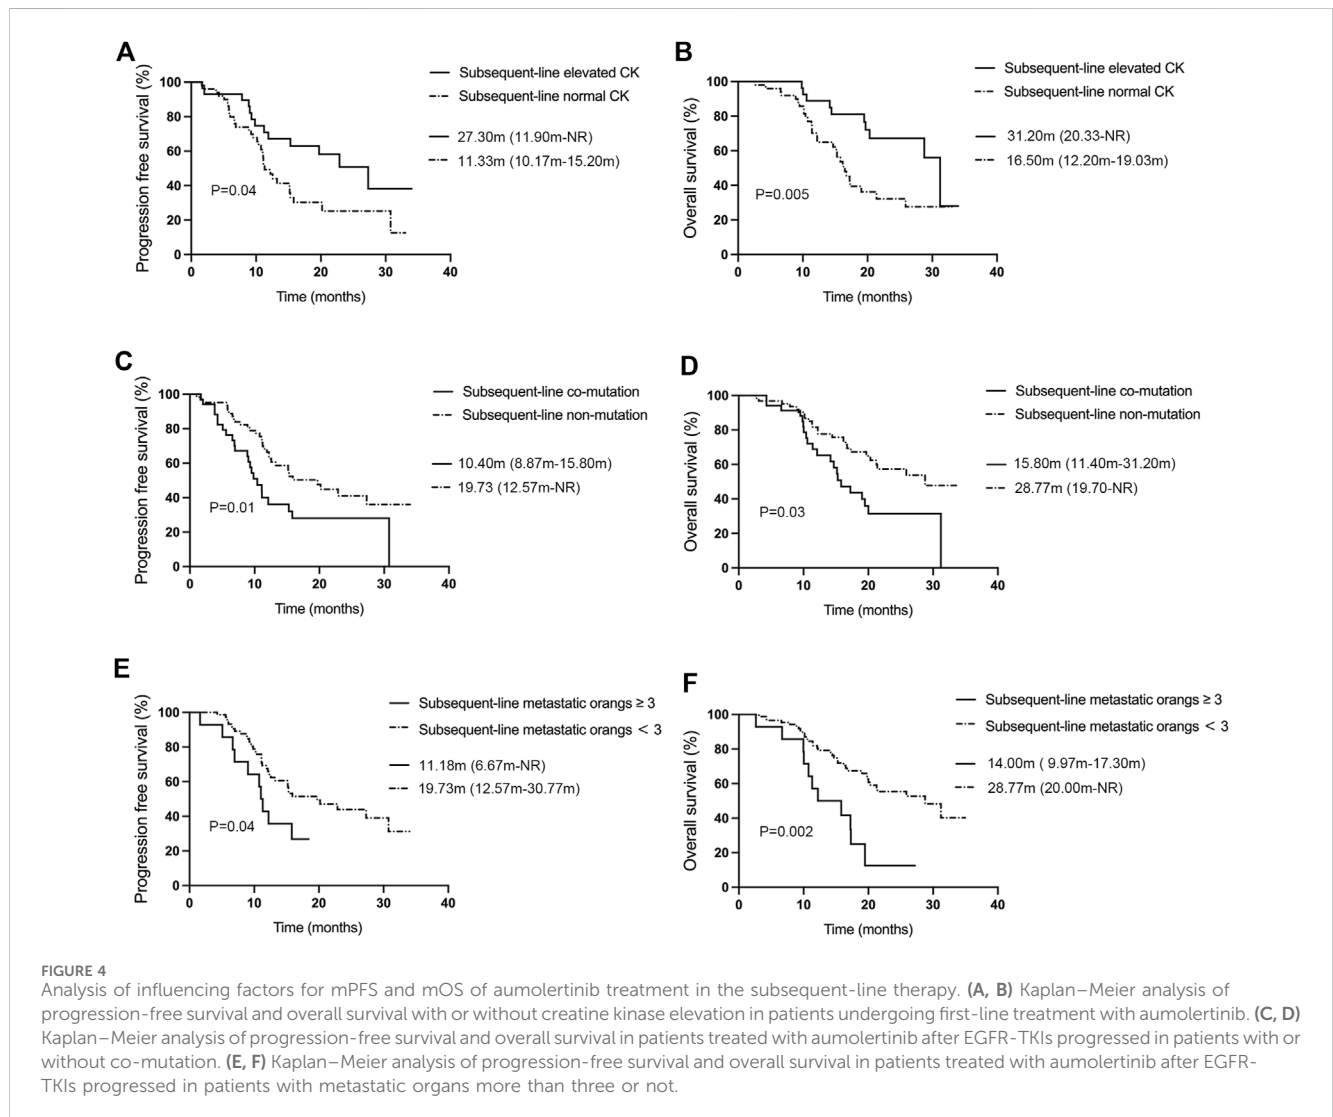 A
Progression free survival (%)
100
80
60
40
20
0
0 10 20 30 40
Time (months)
P=0.04
Subsequent-line elevated CK
Subsequent-line normal CK
27.30m (11.90m-NR)
11.33m (10.17m-15.20m)
B
Overall survival (%)
100
80
60
40
20
0
0 10 20 30 40
Time (months)
P=0.005
Subsequent-line elevated CK
Subsequent-line normal CK
31.20m (20.33-NR)
16.50m (12.20m-19.03m)
C
Progression free survival (%)
100
80
60
40
20
0
0 10 20 30 40
Time (months)
P=0.01
Subsequent-line co-mutation
Subsequent-line non-mutation
10.40m (8.87m-15.80m)
19.73 (12.57m-NR)
D
Overall survival (%)
100
80
60
40
20
0
0 10 20 30 40
Time (months)
P=0.03
Subsequent-line co-mutation
Subsequent-line non-mutation
15.80m (11.40m-31.20m)
28.77m (19.70-NR)
E
Progression free survival (%)
100
80
60
40
20
0
0 10 20 30 40
Time (months)
P=0.04
Subsequent-line metastatic orangs ≥ 3
Subsequent-line metastatic orangs < 3
11.18m (6.67m-NR)
19.73m (12.57m-30.77m)
F
Overall survival (%)
100
80
60
40
20
0
0 10 20 30 40
Time (months)
P=0.002
Subsequent-line metastatic orangs ≥ 3
Subsequent-line metastatic orangs < 3
14.00m ( 9.97m-17.30m)
28.77m (20.00m-NR)
FIGURE 4
Analysis of influencing factors for mPFS and mOS of aumolertinib treatment in the subsequent-line therapy. (A, B) Kaplan–Meier analysis of
progression-free survival and overall survival with or without creatine kinase elevation in patients undergoing first-line treatment with aumolertinib. (C, D)
Kaplan–Meier analysis of progression-free survival and overall survival in patients treated with aumolertinib after EGFR-TKIs progressed in patients with or
without co-mutation. (E, F) Kaplan–Meier analysis of progression-free survival and overall survival in patients treated with aumolertinib after EGFR-
TKIs progressed in patients with metastatic organs more than three or not.